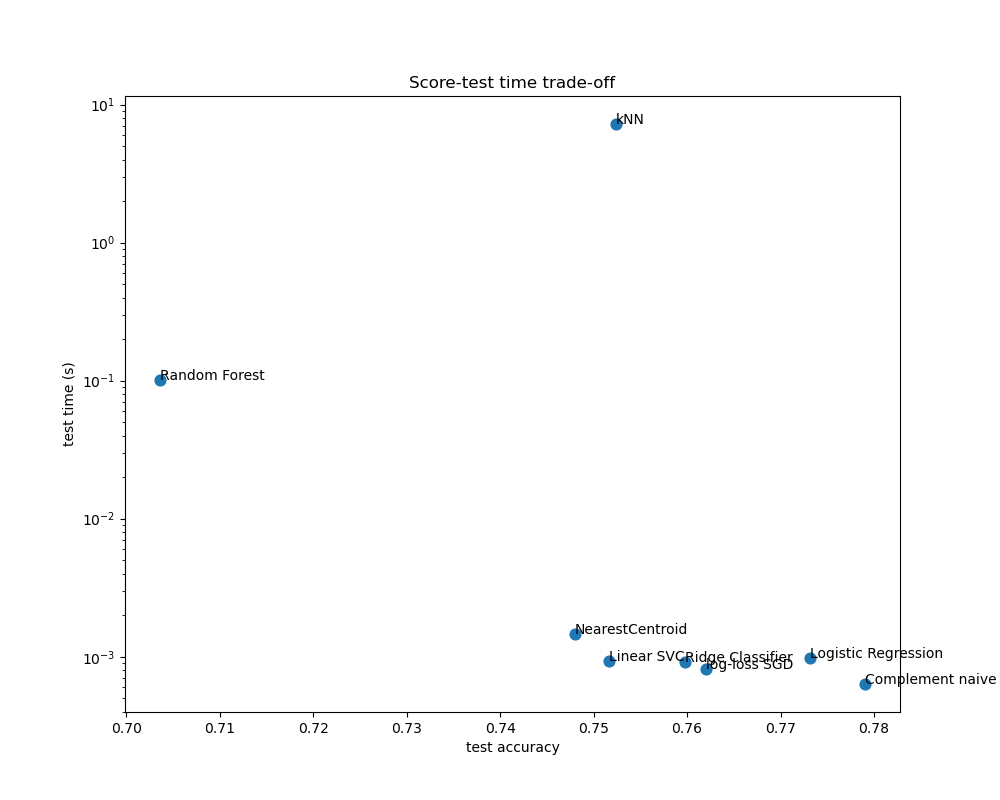 Score-test time trade-off
10¹
kNN
10⁰
Random Forest
10⁻¹
test time (s)
10⁻²
NearestCentroid
10⁻³
Linear SVC
Ridge Classifier
log-loss SGD
Logistic Regression
Complement naive
0.70 0.71 0.72 0.73 0.74 0.75 0.76 0.77 0.78
test accuracy